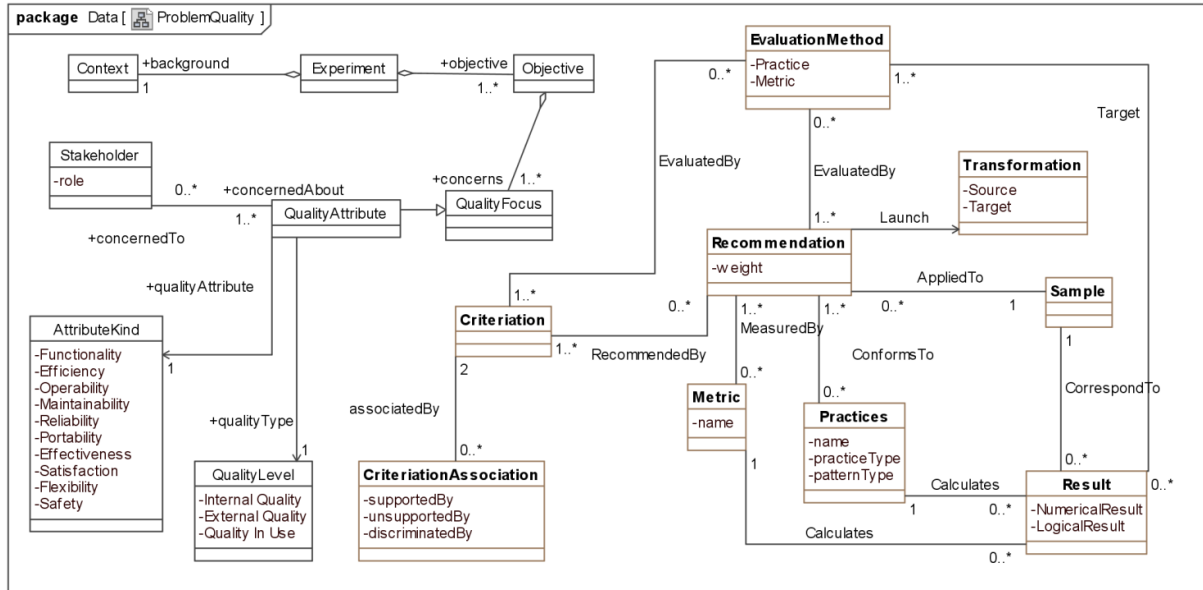 package Data [ ProblemQuality ]
Context
+background
1
Experiment
+objective
1..*
Objective
+concerns
1..*
QualityFocus
Stakeholder
-role
0..*
+concernedAbout
1..*
+concernedTo
QualityAttribute
+qualityAttribute
1
AttributeKind
-Functionality
-Efficiency
-Operability
-Maintainability
-Reliability
-Portability
-Effectiveness
-Satisfaction
-Flexibility
-Safety
+qualityType
1
QualityLevel
-Internal Quality
-External Quality
-Quality In Use
EvaluationMethod
-Practice
-Metric
0..*
1..*
0..*
Target
EvaluatedBy
EvaluatedBy
1..*
Transformation
-Source
-Target
Launch
Recommendation
-weight
AppliedTo
0..*
1
Sample
1
1..*
0..*
Criteriation
1..*
RecommendedBy
1..*
MeasuredBy
1..*
ConformsTo
CorrespondTo
2
associatedBy
0..*
CriteriationAssociation
-supportedBy
-unsupportedBy
-discriminatedBy
0..*
Metric
-name
1
0..*
Practices
-name
-practiceType
-patternType
Calculates
1
0..*
0..*
Result
-NumericalResult
-LogicalResult
0..*
Calculates
0..*